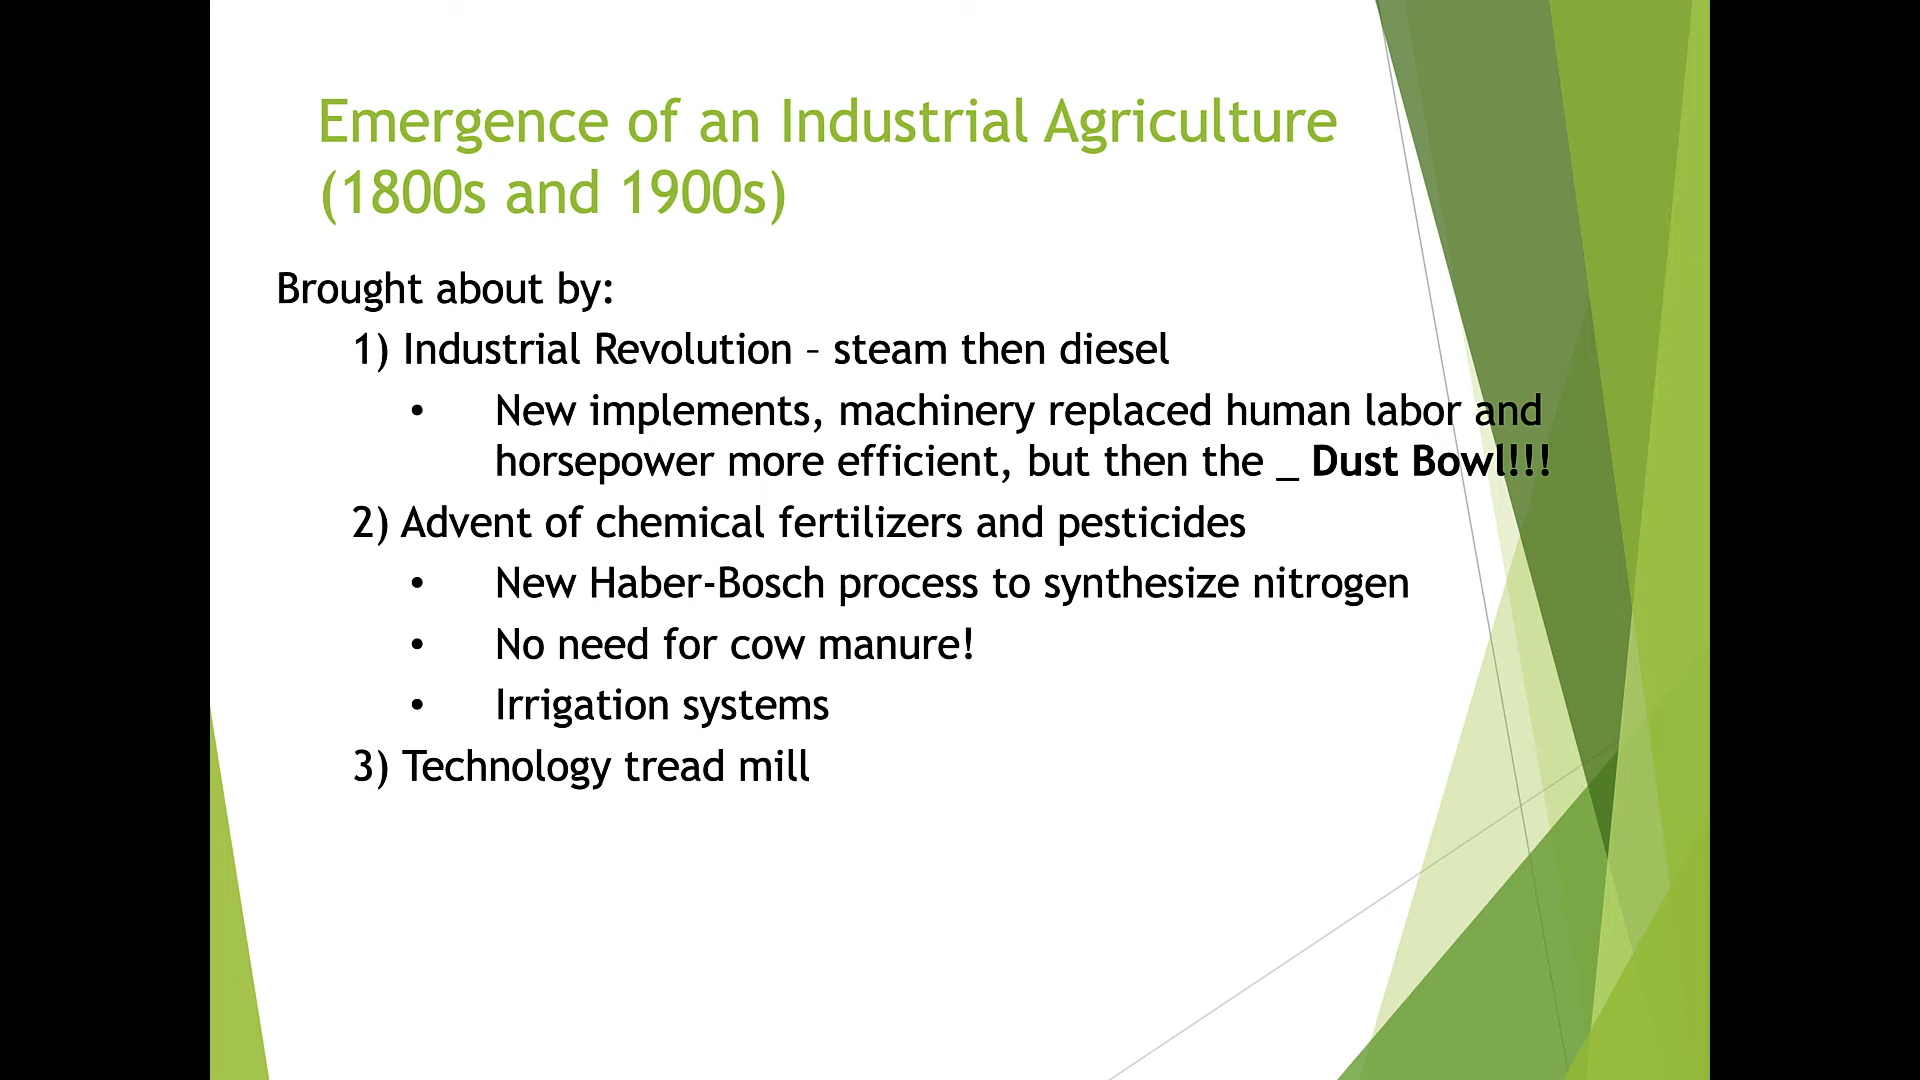 Emergence of an Industrial Agriculture
(1800s and 1900s)
Brought about by:
1) Industrial Revolution – steam then diesel
• New implements, machinery replaced human labor and
horsepower more efficient, but then the _ Dust Bowl!!!
2) Advent of chemical fertilizers and pesticides
• New Haber-Bosch process to synthesize nitrogen
• No need for cow manure!
• Irrigation systems
3) Technology tread mill